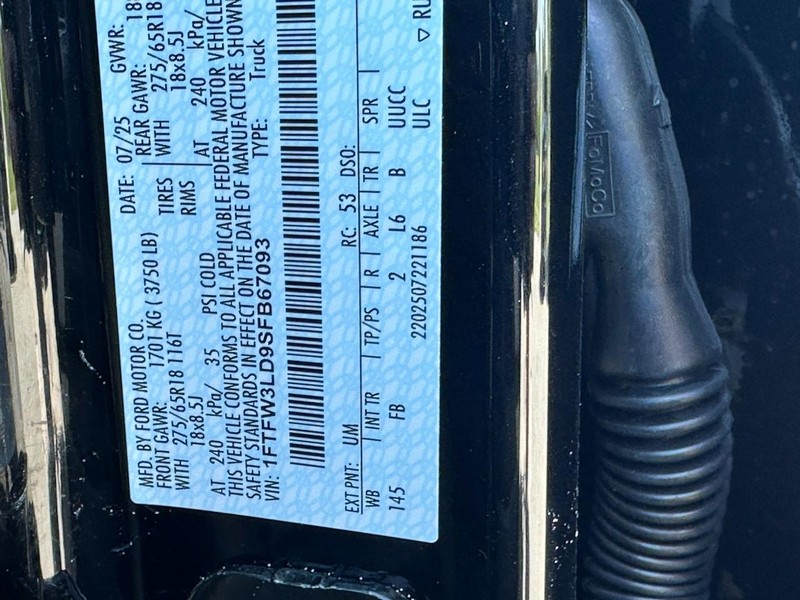 MFD. BY FORD MOTOR CO. DATE: 07/25 GVWR:
FRONT GAWR: 1701 KG ( 3750 LB) REAR GAWR: 18
WITH 275/65R18 116T TIRES WITH 275/65R18
18x8.5J RIMS 18x8.5J
AT 240 kPa/ 35 PSI COLD AT 240 kPa/
THIS VEHICLE CONFORMS TO ALL APPLICABLE FEDERAL MOTOR VEHICLE
SAFETY STANDARDS IN EFFECT ON THE DATE OF MANUFACTURE SHOWN
VIN: 1FTFW3LD9SFB67093 TYPE: Truck
EXT PNT: UM RC: 53 DSO:
WB INT TR TP/PS R AXLE TR SPR
145 FB 2 L6 B UUCC
2202507221186 ULC
▽ RU
FoMoCo